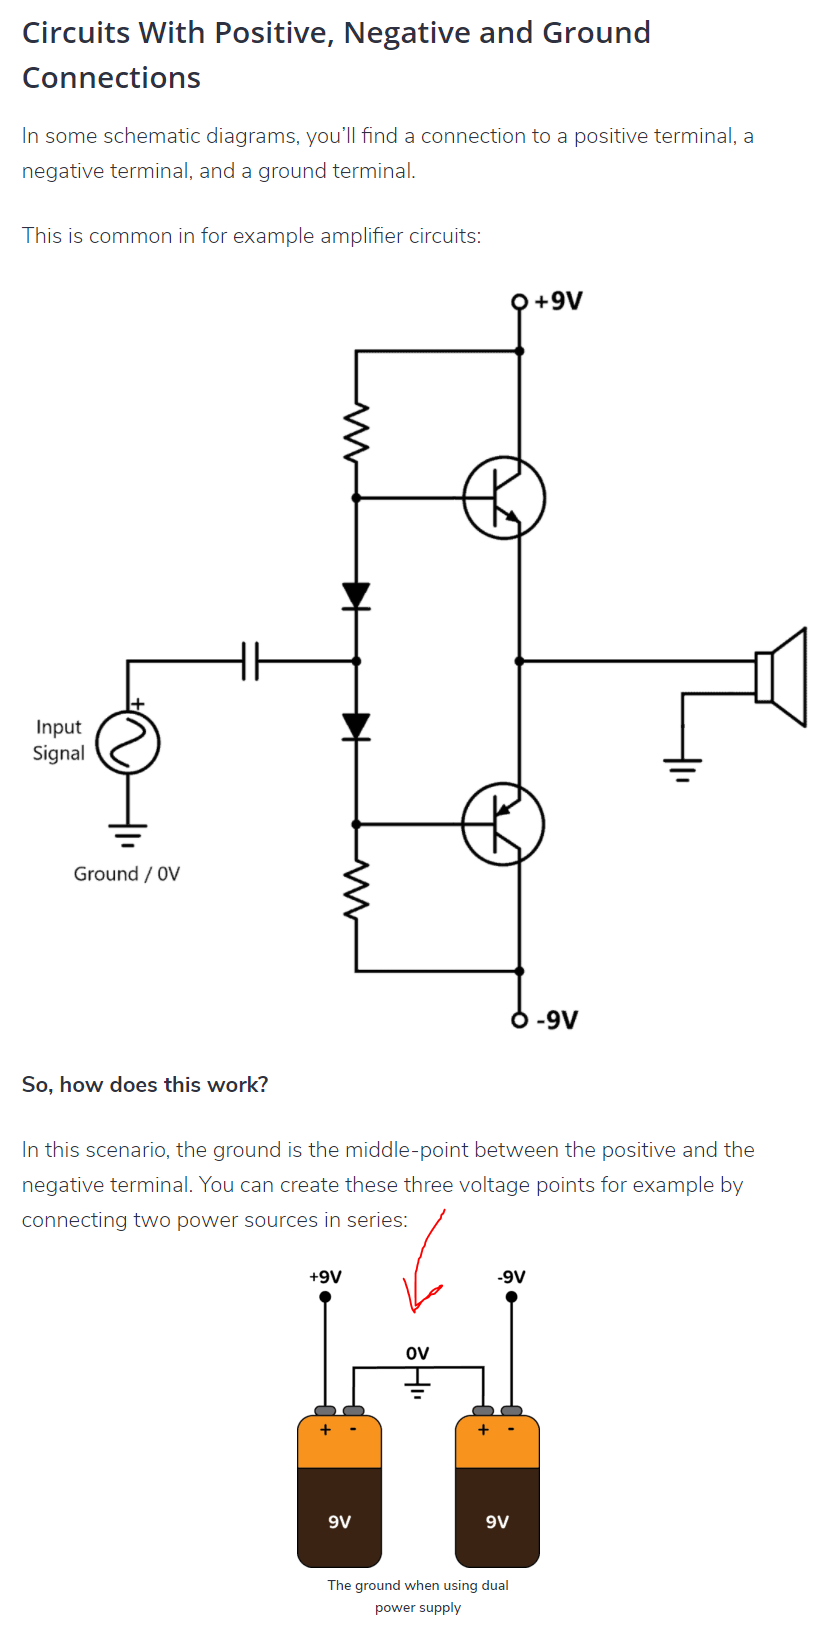 Circuits With Positive, Negative and Ground
Connections
In some schematic diagrams, you’ll find a connection to a positive terminal, a
negative terminal, and a ground terminal.
This is common in for example amplifier circuits:
+9V
+
Input
Signal
Ground / 0V
-9V
So, how does this work?
In this scenario, the ground is the middle-point between the positive and the
negative terminal. You can create these three voltage points for example by
connecting two power sources in series:
+9V -9V
0V
+ - + -
9V 9V
The ground when using dual
power supply